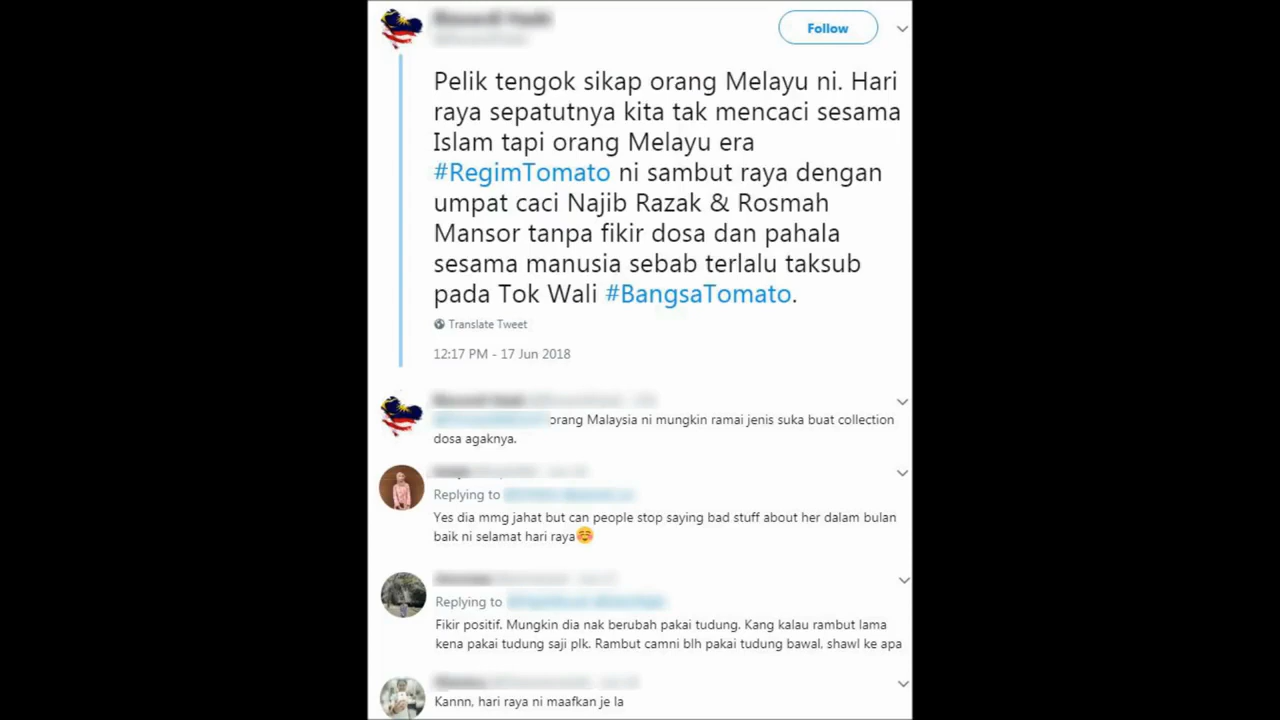 Follow
Pelik tengok sikap orang Melayu ni. Hari
raya sepatutnya kita tak mencaci sesama
Islam tapi orang Melayu era
#RegimTomato ni sambut raya dengan
umpat caci Najib Razak & Rosmah
Mansor tanpa fikir dosa dan pahala
sesama manusia sebab terlalu taksub
pada Tok Wali #BangsaTomato.
Translate Tweet
12:17 PM - 17 Jun 2018
orang Malaysia ni mungkin ramai jenis suka buat collection
dosa agaknya.
Replying to
Yes dia mmg jahat but can people stop saying bad stuff about her dalam bulan
baik ni selamat hari raya☺️
Replying to
Fikir positif. Mungkin dia nak berubah pakai tudung. Kang kalau rambut lama
kena pakai tudung saji plk. Rambut camni blh pakai tudung bawal, shawl ke apa
Kannn, hari raya ni maafkan je la